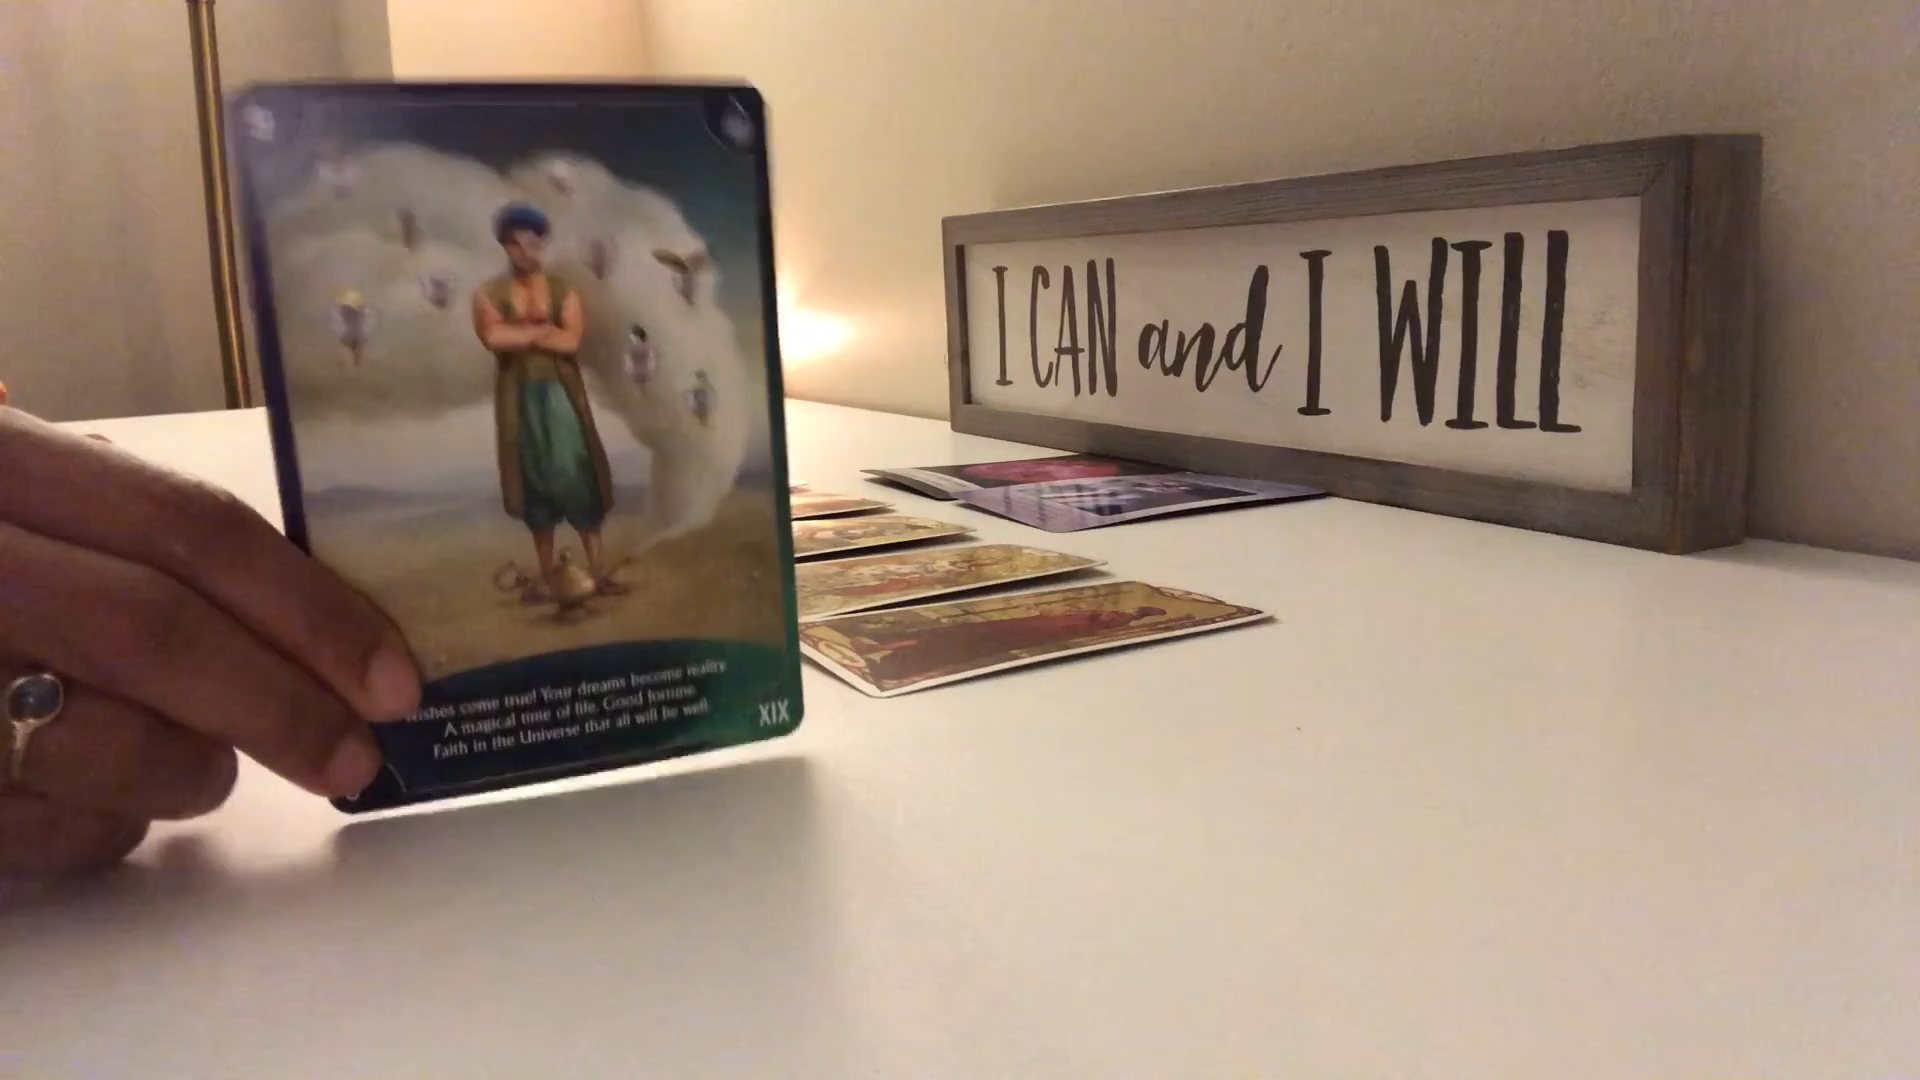 Wishes come true! Your dreams become reality.
A magical time of life. Good fortune.
Faith in the Universe that all will be well.
XIX
I CAN and I WILL